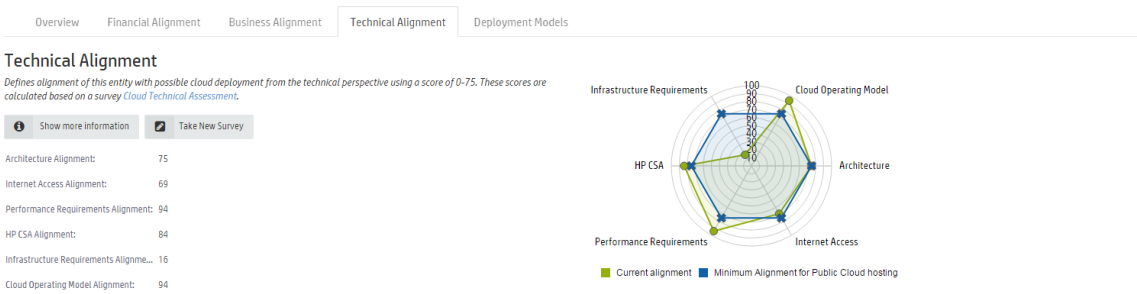 Overview
Financial Alignment
Business Alignment
Technical Alignment
Deployment Models
Technical Alignment
Defines alignment of this entity with possible cloud deployment from the technical perspective using a score of 0-75. These scores are
calculated based on a survey Cloud Technical Assessment.
Show more information
Take New Survey
Architecture Alignment: 75
Internet Access Alignment: 69
Performance Requirements Alignment: 94
HP CSA Alignment: 84
Infrastructure Requirements Alignme... 16
Cloud Operating Model Alignment: 94
Infrastructure Requirements
Cloud Operating Model
HP CSA
Architecture
Performance Requirements
Internet Access
100
90
80
70
60
50
40
30
20
10
Current alignment
Minimum Alignment for Public Cloud hosting